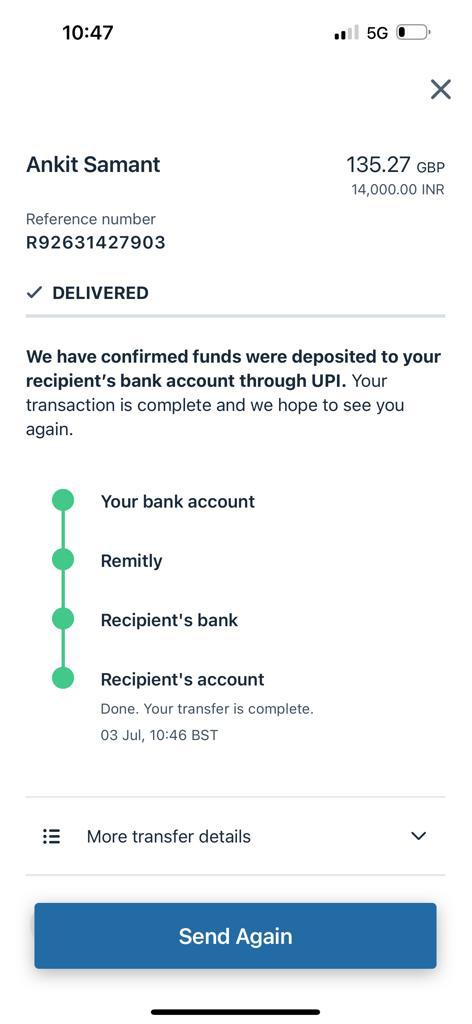 10:47 5G
Ankit Samant 135.27 GBP
14,000.00 INR
Reference number
R92631427903
✓ DELIVERED
We have confirmed funds were deposited to your
recipient's bank account through UPI. Your
transaction is complete and we hope to see you
again.
Your bank account
Remitly
Recipient's bank
Recipient's account
Done. Your transfer is complete.
03 Jul, 10:46 BST
More transfer details
Send Again